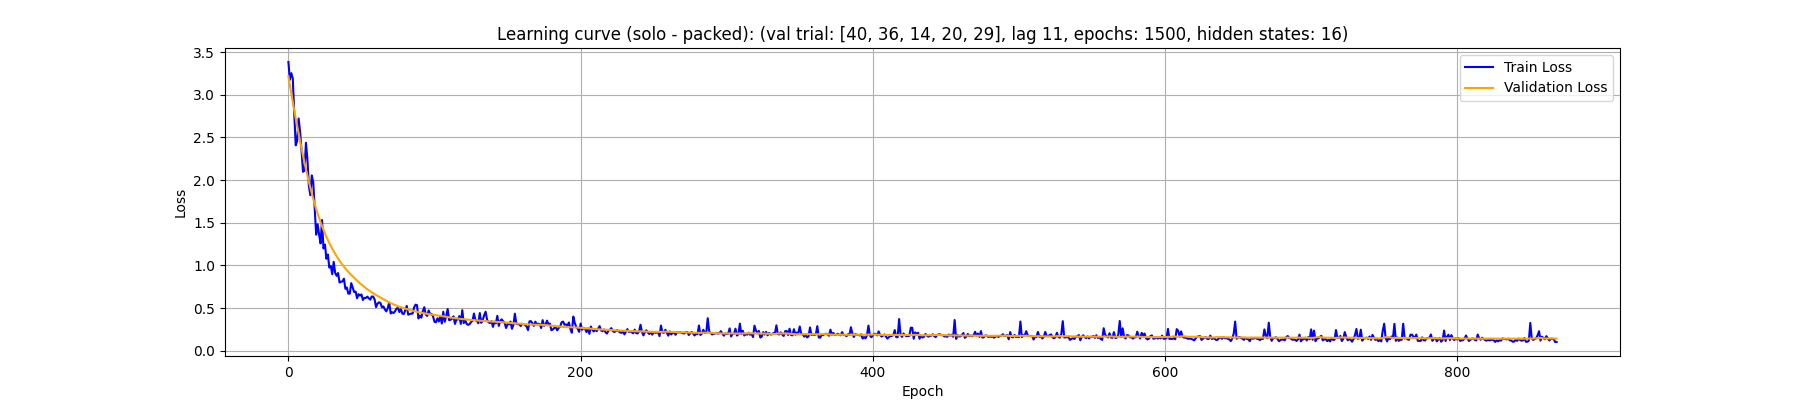 Learning curve (solo - packed): (val trial: [40, 36, 14, 20, 29], lag 11, epochs: 1500, hidden states: 16)
3.5
3.0
2.5
2.0
1.5
1.0
0.5
0.0
Loss
Train Loss
Validation Loss
0 200 400 600 800
Epoch